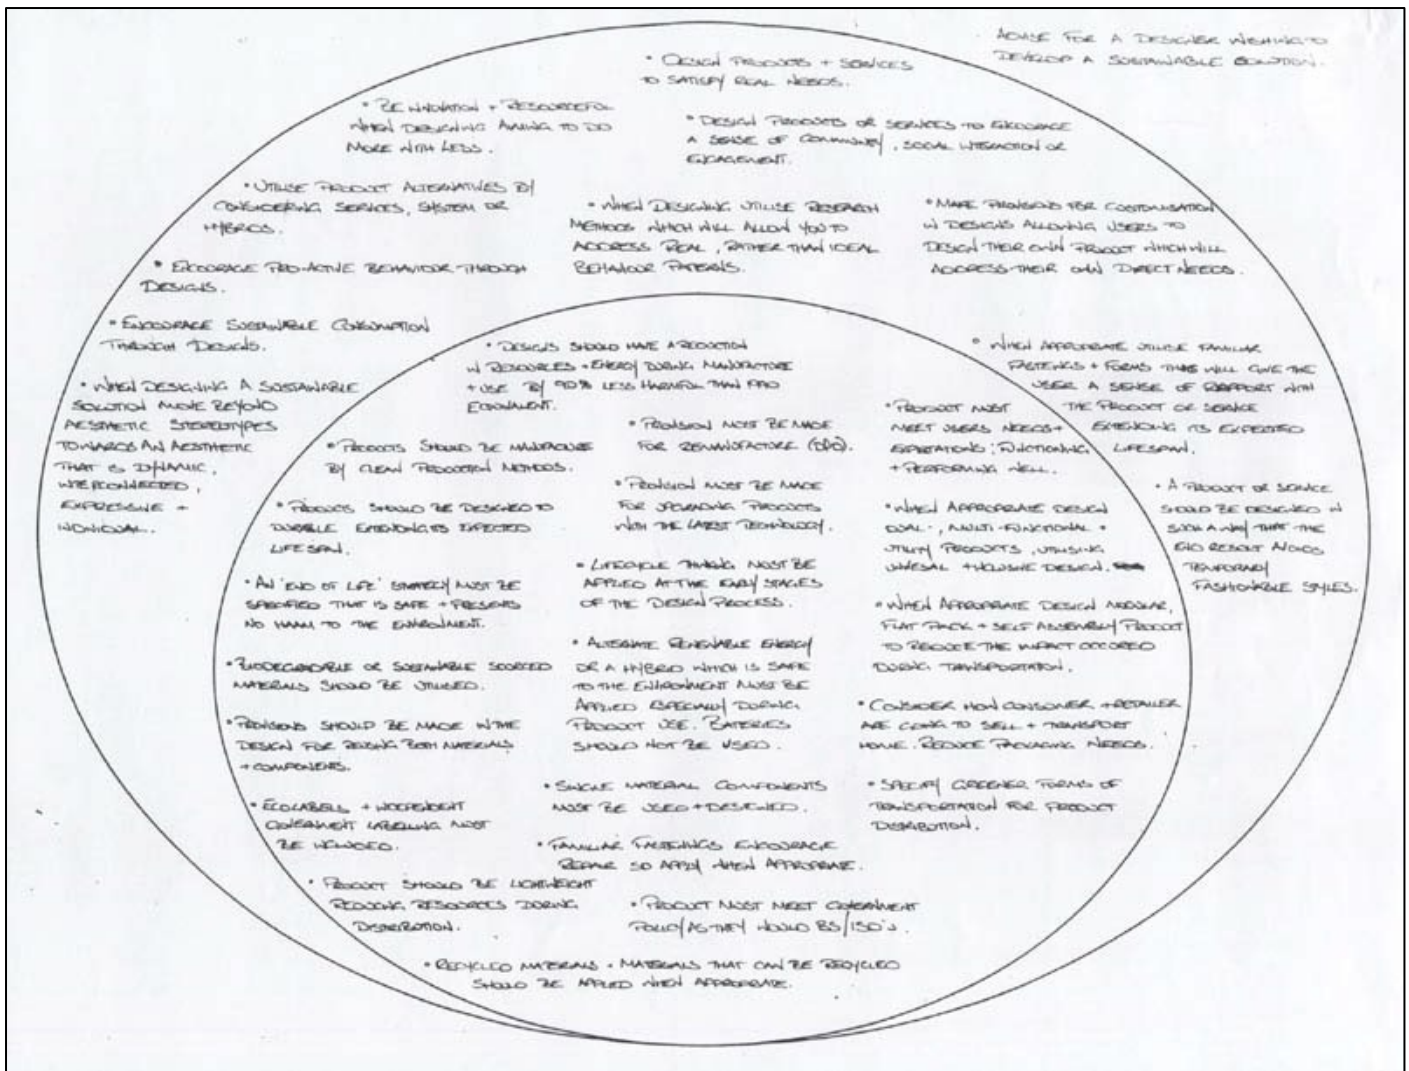 ADVISE FOR A DESIGNER WISHING TO
DEVELOP A SUSTAINABLE SOLUTION.
• DESIGN PRODUCTS + SERVICES
TO SATISFY REAL NEEDS.
• BE INNOVATION + RESOURCEFUL
WHEN DESIGNING AIMING TO DO
MORE WITH LESS.
• DESIGN PRODUCTS OR SERVICES TO ENCOURAGE
A SENSE OF COMMUNITY, SOCIAL INTERACTION OR
ENGAGEMENT.
• UTILISE PRODUCT ALTERNATIVES BY
CONSIDERING SERVICES, SYSTEM OR
HYBRIDS.
• WHEN DESIGNING UTILISE RESEARCH
METHODS WHICH WILL ALLOW YOU TO
ADDRESS REAL, RATHER THAN IDEAL
BEHAVIOUR PATERNS.
• MAKE PROVISIONS FOR CUSTOMISATION
IN DESIGNS ALLOWING USERS TO
DESIGN THEIR OWN PRODUCT WHICH WILL
ADDRESS THEIR OWN DIRECT NEEDS.
• ENCOURAGE PRO-ACTIVE BEHAVIOUR THROUGH
DESIGNS.
• ENCOURAGE SUSTAINABLE CONSUMPTION
THROUGH DESIGNS.
• WHEN DESIGNING A SUSTAINABLE
SOLUTION MOVE BEYOND
AESTHETIC STEREOTYPES
TOWARDS AN AESTHETIC
THAT IS DYNAMIC,
INTERCONNECTED,
EXPRESSIVE +
INDIVIDUAL.
• WHEN APPROPRIATE UTILISE FAMILIAR
FASTENINGS + FORMS THAT WILL GIVE THE
USER A SENSE OF RAPPORT WITH
THE PRODUCT OR SERVICE
EXTENDING ITS EXPECTED
LIFESPAN.
• A PRODUCT OR SERVICE
SHOULD BE DESIGNED IN
SUCH A WAY THAT THE
END RESULT AVOIDS
TEMPORARY
FASHIONABLE STYLES.
• DESIGNS SHOULD HAVE A REDUCTION
IN RESOURCES + ENERGY DURING MANUFACTURE
+ USE BY 90% LESS HARMFUL THAN 1990
EQUIVALENT.
• PRODUCTS SHOULD BE MANUFACTURE
BY CLEAN PRODUCTION METHODS.
• PRODUCTS SHOULD BE DESIGNED TO
DURABLE EXTENDING ITS EXPECTED
LIFESPAN.
• AN 'END OF LIFE' STRATEGY MUST BE
SPECIFIED THAT IS SAFE + PRESENTS
NO HARM TO THE ENVIRONMENT.
• BIODEGRADABLE OR SUSTAINABLE SOURCED
MATERIALS SHOULD BE UTILISED.
• PROVISIONS SHOULD BE MADE IN THE
DESIGN FOR REUSING BOTH MATERIALS
+ COMPONENTS.
• ECOLABELS + INDEPENDENT
GOVERNMENT LABELLING MUST
BE INCLUDED.
• PRODUCT SHOULD BE LIGHTWEIGHT
REDUCING RESOURCES DURING
DISTRIBUTION.
• PROVISION MUST BE MADE
FOR REMANUFACTURE
• PROVISION MUST BE MADE
FOR UPGRADING PRODUCTS
WITH THE LATEST TECHNOLOGY.
• LIFECYCLE THINKING MUST BE
APPLIED AT THE EARLY STAGES
OF THE DESIGN PROCESS.
• ALTERNATE RENEWABLE ENERGY
OR A HYBRID WHICH IS SAFE
TO THE ENVIRONMENT MUST BE
APPLIED ESPECIALLY DURING
PRODUCT USE. BATERIES
SHOULD NOT BE USED.
• SINGLE MATERIAL COMPONENTS
MUST BE USED + DESIGNED.
• FAMILIAR FASTENINGS ENCOURAGE
REPAIR SO APPLY WHEN APPROPRIATE.
• PRODUCT MUST MEET GOVERNMENT
POLICY AS THEY WOULD BS/ISO'S.
• PRODUCT MUST
MEET USERS NEEDS +
EXPECTATIONS; FUNCTIONING
+ PERFORMING WELL.
• WHEN APPROPRIATE DESIGN
DUAL-, MULTI-FUNCTIONAL +
UTILITY PRODUCTS, UTILISING
UNIVESAL + INCLUSIVE DESIGN.
• WHEN APPROPRIATE DESIGN MODULAR,
FLAT PACK + SELF ASSEMBLY PRODUCT
TO REDUCE THE IMPACT OCCURED
DURING TRANSPORTATION.
• CONSIDER HOW CONSUMER + RETAILER
ARE GOING TO SELL + TRANSPORT
HOME. REDUCE PACKAGING NEEDS.
• SPECIFY GREENER FORMS OF
TRANSPORTATION FOR PRODUCT
DISTRIBUTION.
• RECYCLED MATERIALS + MATERIALS THAT CAN BE RECYCLED
SHOULD BE APPLIED WHEN APPROPRIATE.